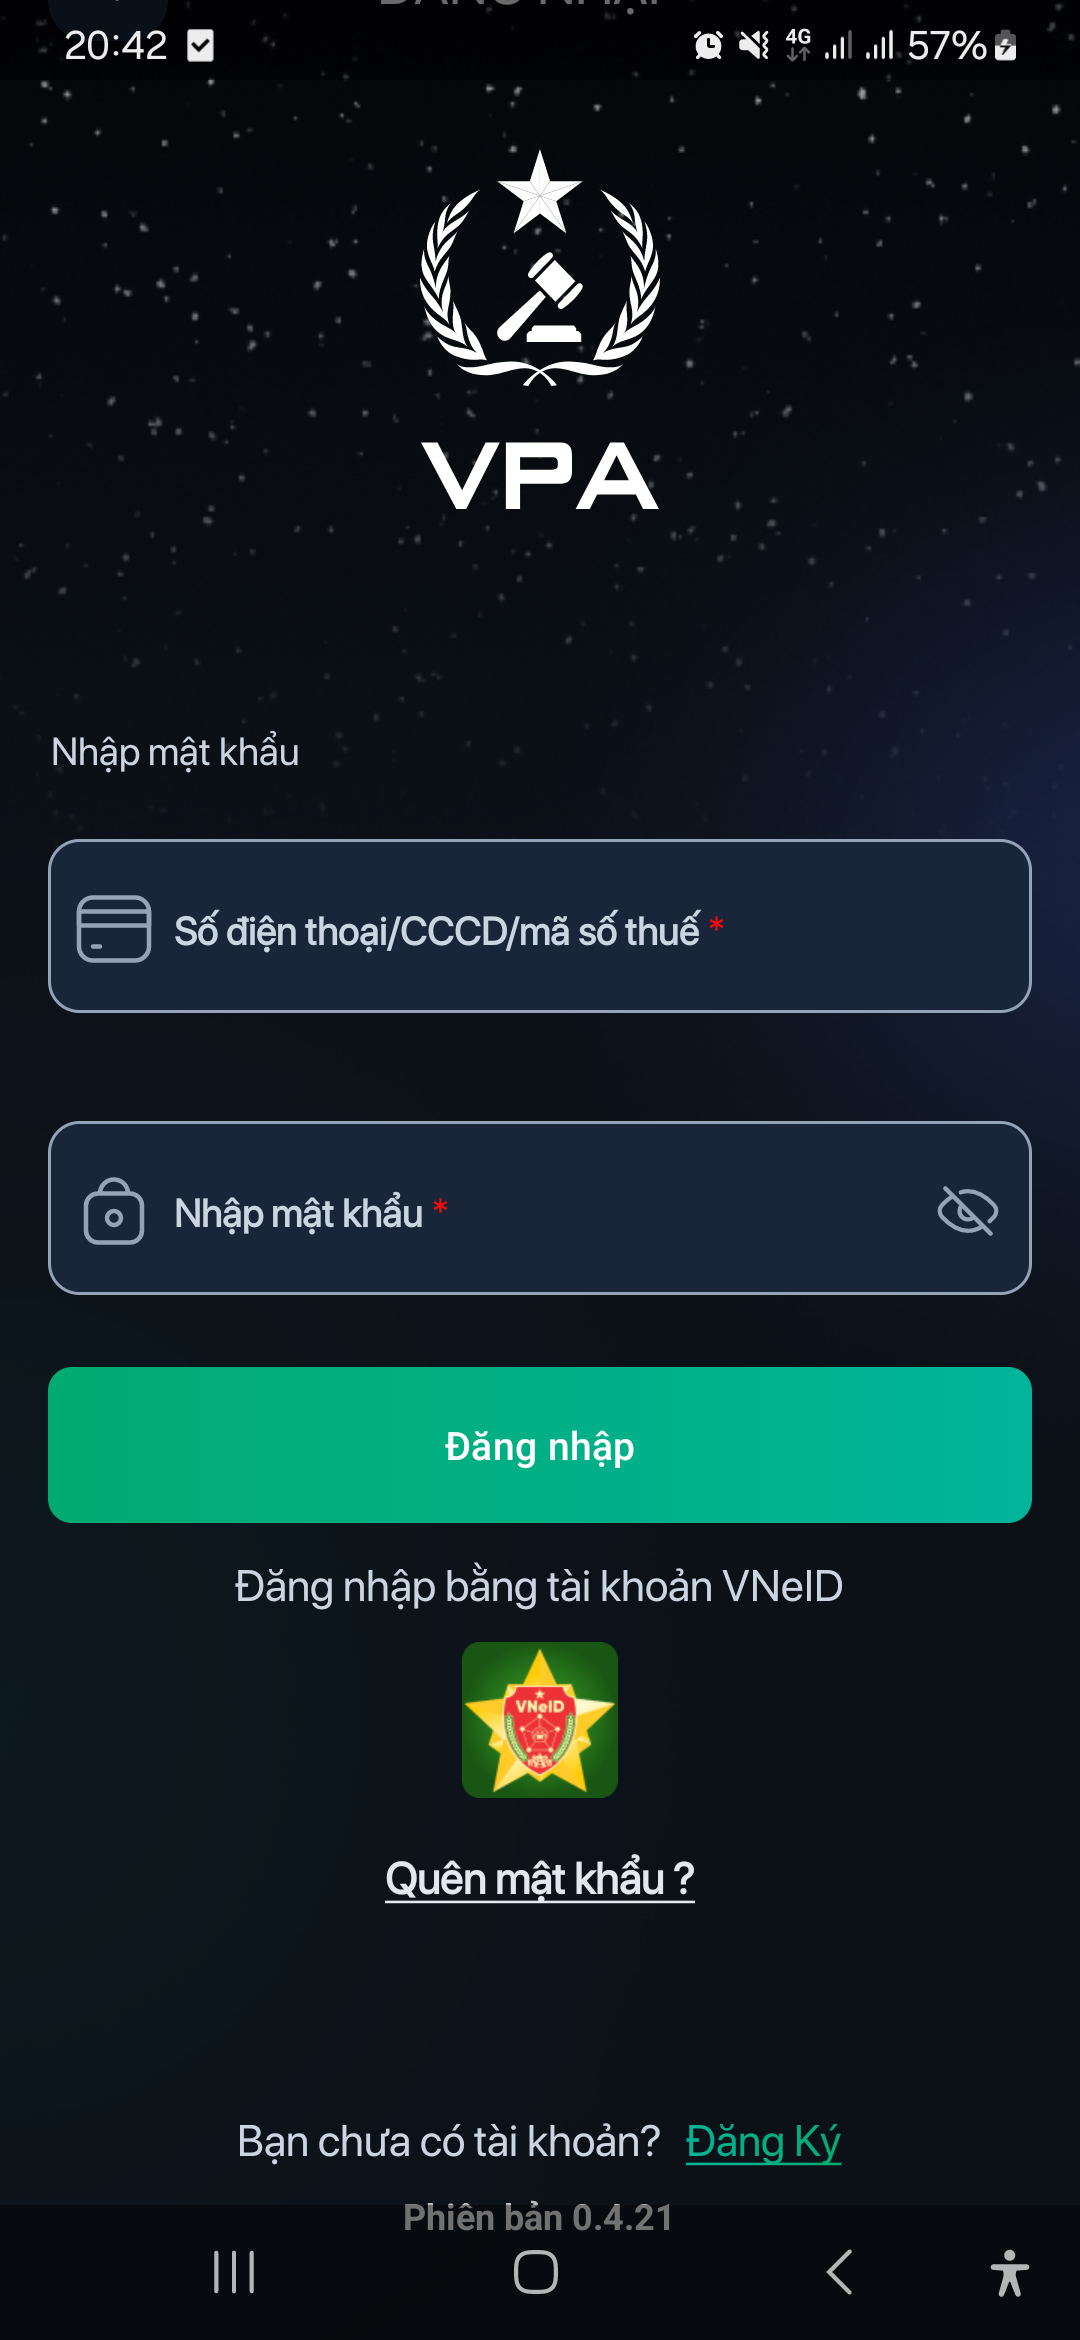 ĐĂNG NHẬP
20:42
4G
57%
VPA
Nhập mật khẩu
Số điện thoại/CCCD/mã số thuế *
Nhập mật khẩu *
Đăng nhập
Đăng nhập bằng tài khoản VNeID
VNeID
Quên mật khẩu ?
Bạn chưa có tài khoản? Đăng Ký
Phiên bản 0.4.21